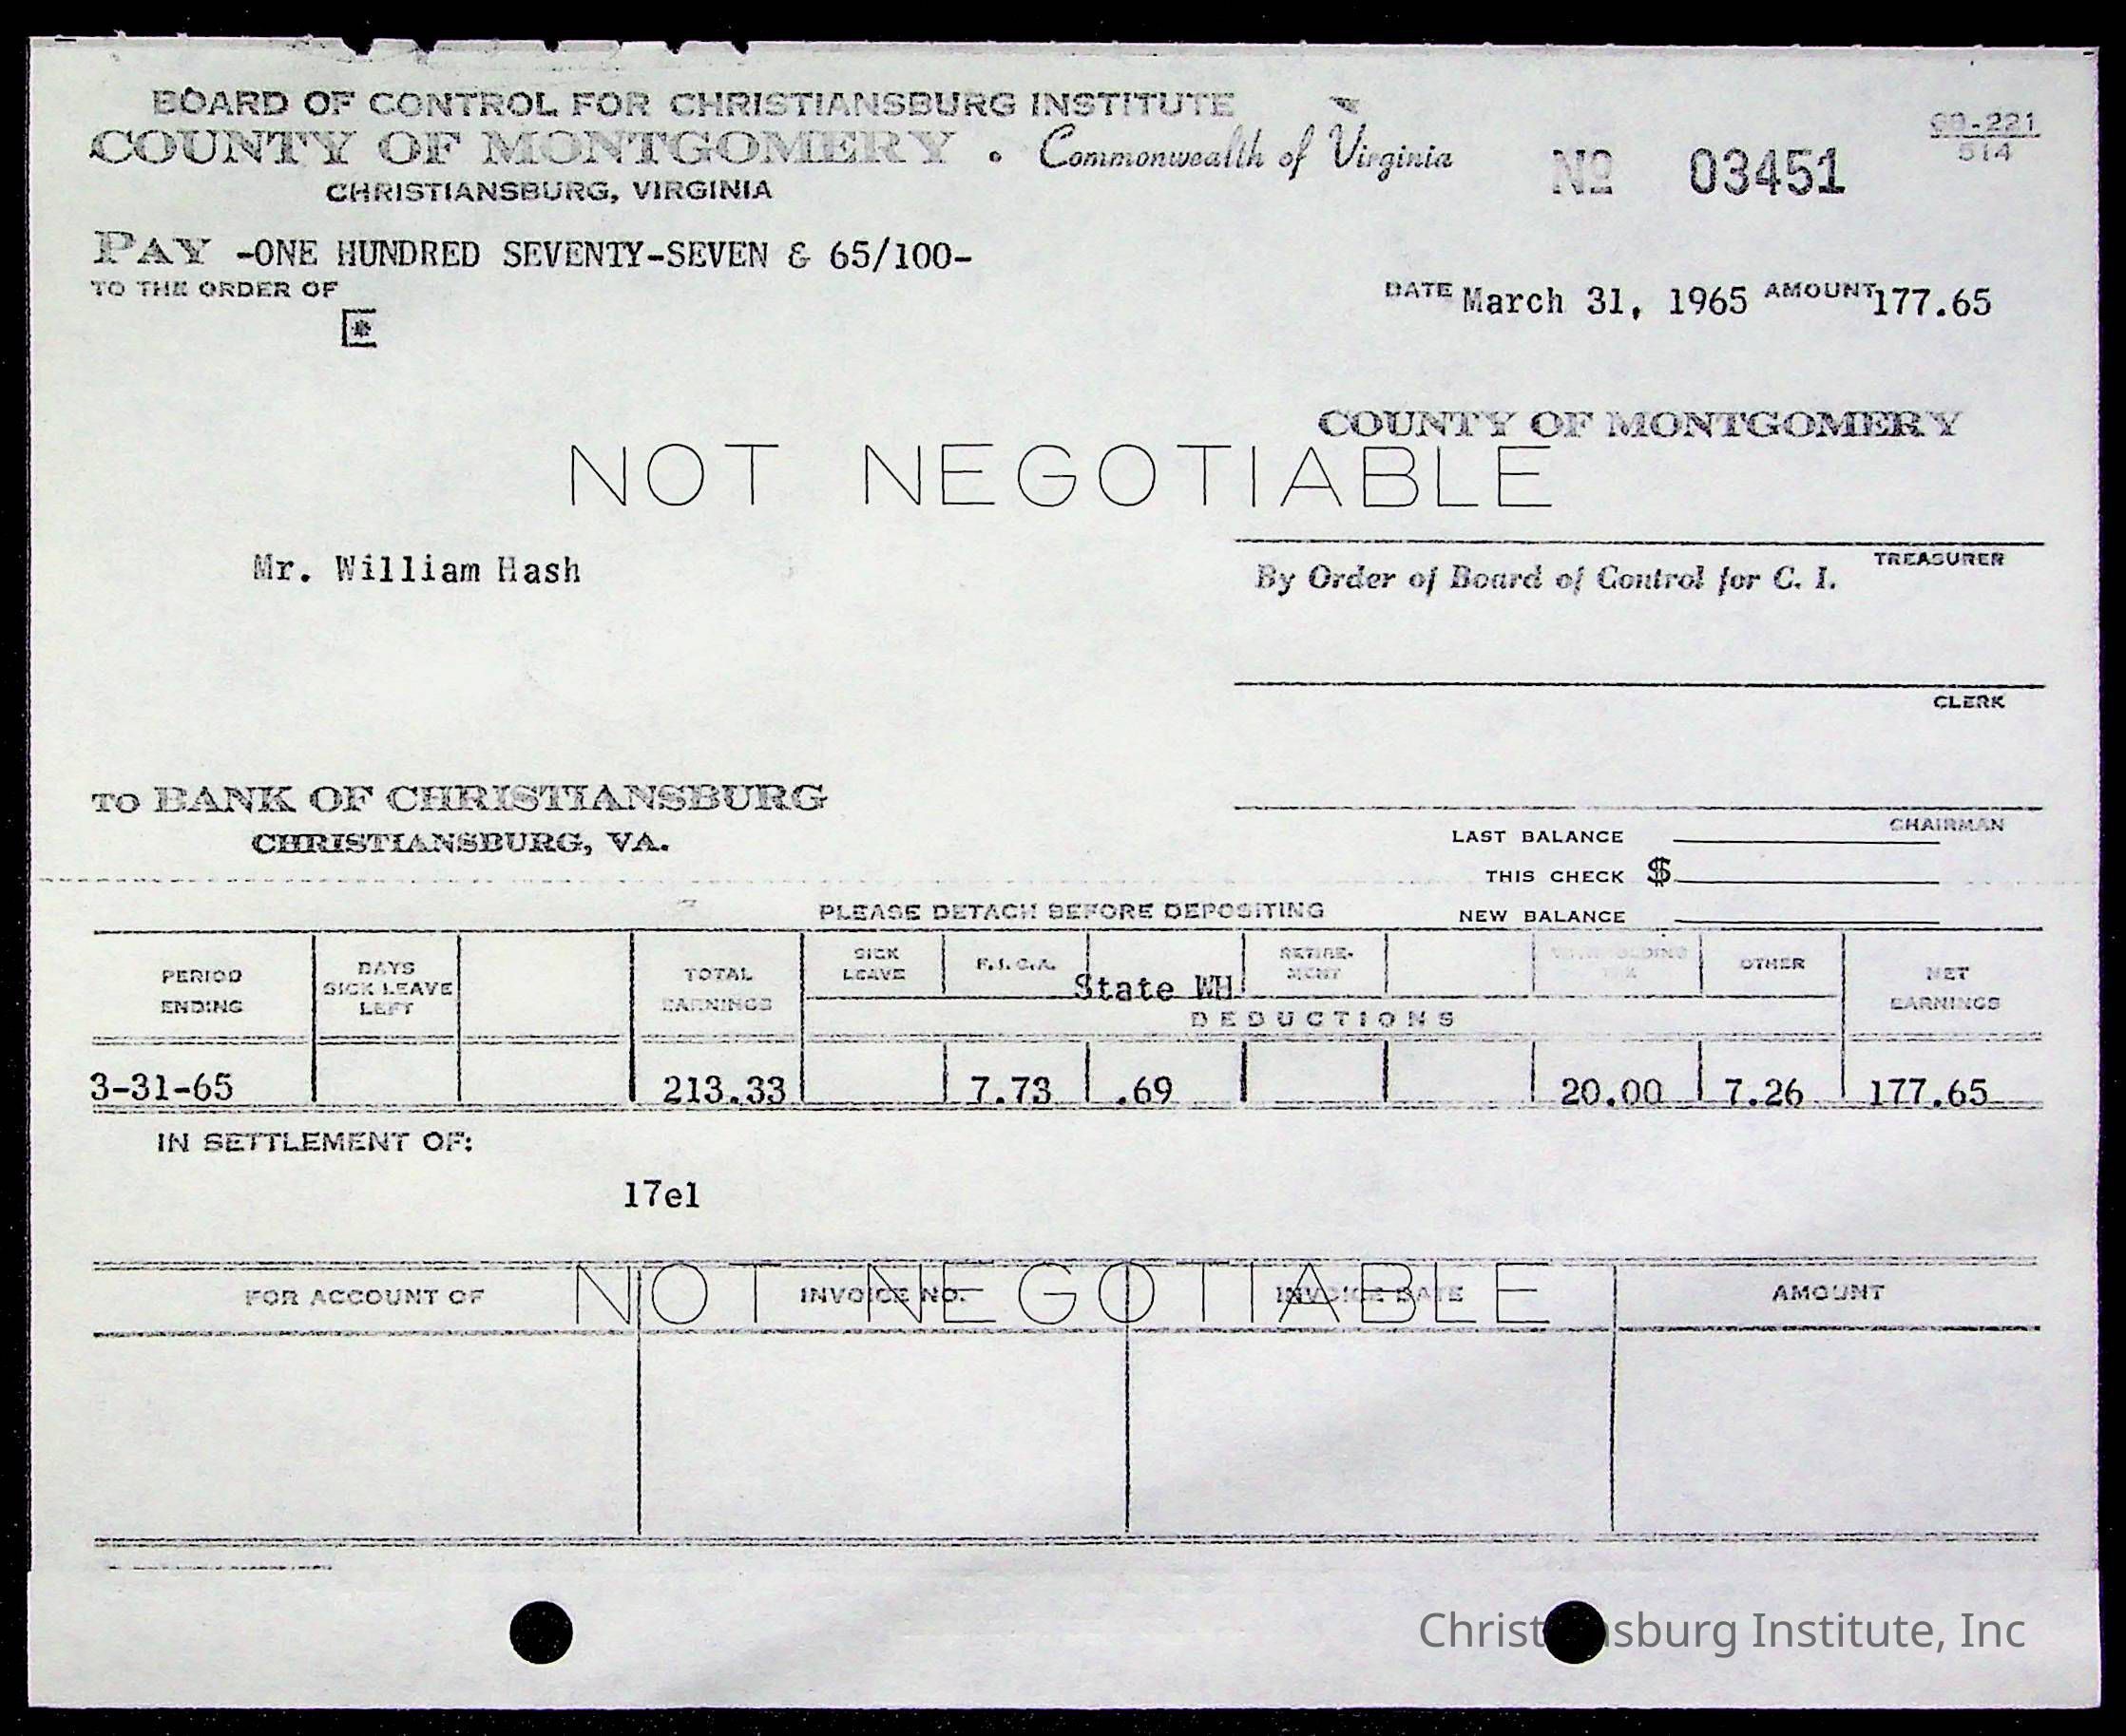 BOARD OF CONTROL FOR CHRISTIANSBURG INSTITUTE
COUNTY OF MONTGOMERY • Commonwealth of Virginia
CHRISTIANSBURG, VIRGINIA
Nº 03451
-221
514
PAY -ONE HUNDRED SEVENTY-SEVEN & 65/100-
TO THE ORDER OF
DATE March 31, 1965 AMOUNT 177.65
*
COUNTY OF MONTGOMERY
NOT NEGOTIABLE
TREASURER
Mr. William Hash
By Order of Board of Control for C. I.
CLERK
TO BANK OF CHRISTIANSBURG
CHRISTIANSBURG, VA.
CHAIRMAN
LAST BALANCE
THIS CHECK $
NEW BALANCE
PLEASE DETACH BEFORE DEPOSITING
PERIOD ENDING
DAYS SICK LEAVE LEFT
TOTAL EARNINGS
SICK LEAVE
F.I.C.A.
State WH
RETIRE-MENT
OTHER
NET EARNINGS
DEDUCTIONS
3-31-65 213.33 7.73 .69 20.00 7.26 177.65
IN SETTLEMENT OF:
17el
NOT NEGOTIABLE
FOR ACCOUNT OF INVOICE NO. INVOICE DATE AMOUNT
Christ sburg Institute, Inc